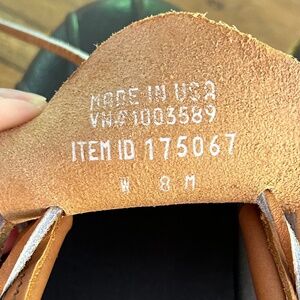 MADE IN USA
VN#1003589
ITEM ID 175067
W 8 M